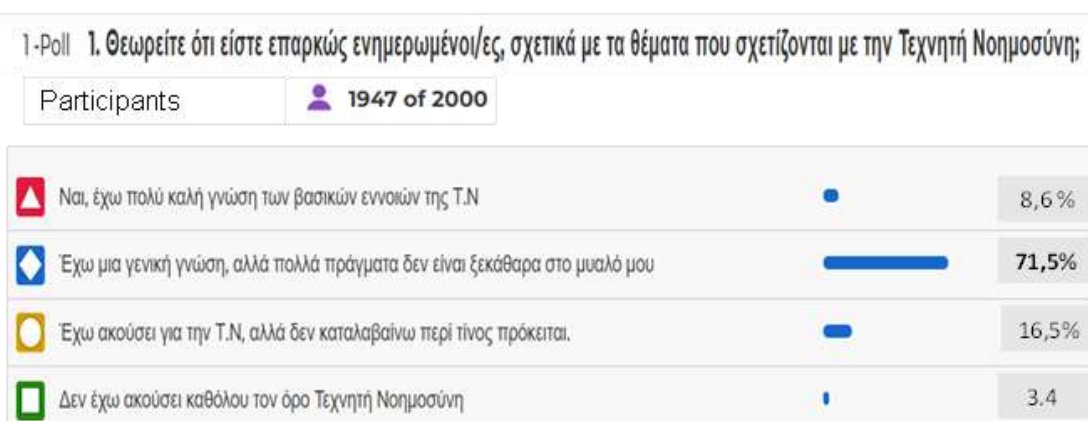 1-Poll 1. Θεωρείτε ότι είστε επαρκώς ενημερωμένοι/ες, σχετικά με τα θέματα που σχετίζονται με την Τεχνητή Νοημοσύνη;
Participants 1947 of 2000
Ναι, έχω πολύ καλή γνώση των βασικών εννοιών της Τ.Ν 8,6%
Έχω μια γενική γνώση, αλλά πολλά πράγματα δεν είναι ξεκάθαρα στο μυαλό μου 71,5%
Έχω ακούσει για την Τ.Ν, αλλά δεν καταλαβαίνω περί τίνος πρόκειται. 16,5%
Δεν έχω ακούσει καθόλου τον όρο Τεχνητή Νοημοσύνη 3.4